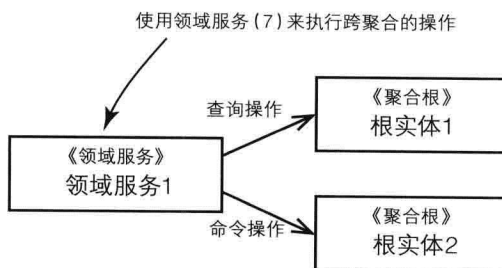 使用领域服务(7)来执行跨聚合的操作
查询操作
《聚合根》
根实体1
《领域服务》
领域服务1
命令操作
《聚合根》
根实体2